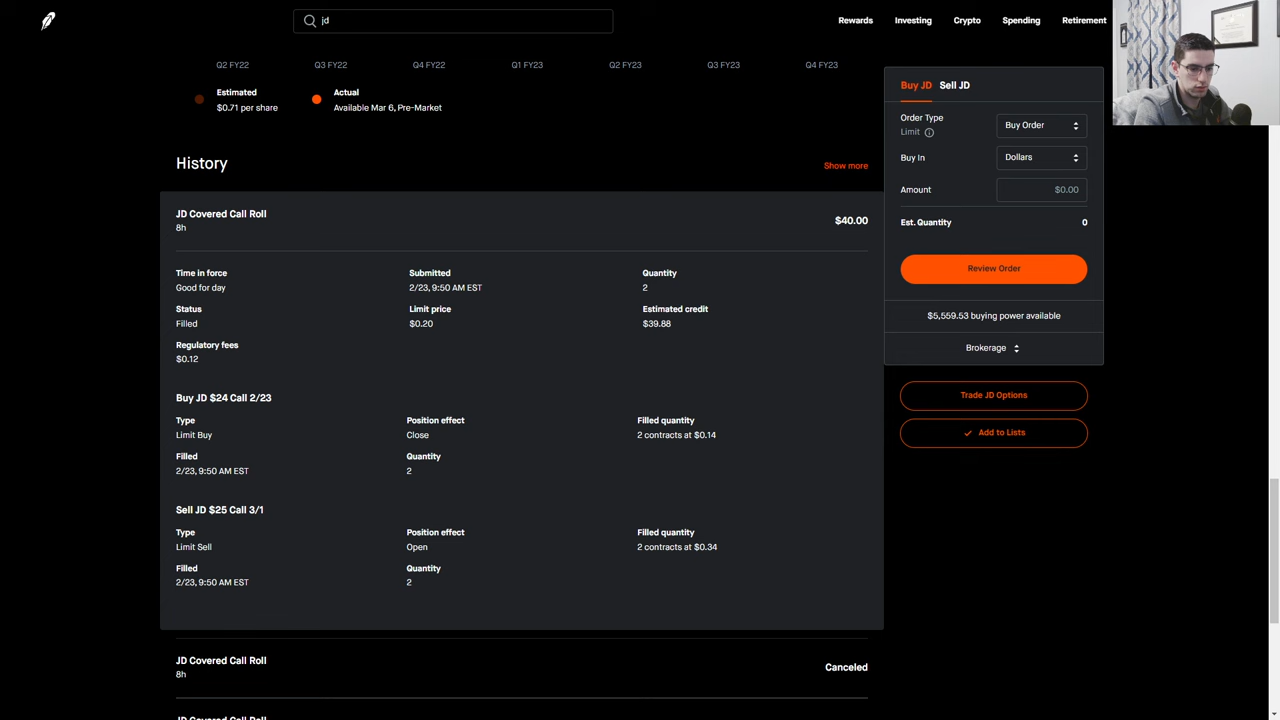 jd
Rewards
Investing
Crypto
Spending
Retirement
Q2 FY22
Q3 FY22
Q4 FY22
Q1 FY23
Q2 FY23
Q3 FY23
Q4 FY23
Estimated
$0.71 per share
Actual
Available Mar 6, Pre-Market
History
Show more
JD Covered Call Roll
8h
$40.00
Time in force
Good for day
Submitted
2/23, 9:50 AM EST
Quantity
2
Status
Filled
Limit price
$0.20
Estimated credit
$39.88
Regulatory fees
$0.12
Buy JD $24 Call 2/23
Type
Limit Buy
Position effect
Close
Filled quantity
2 contracts at $0.14
Filled
2/23, 9:50 AM EST
Quantity
2
Sell JD $25 Call 3/1
Type
Limit Sell
Position effect
Open
Filled quantity
2 contracts at $0.34
Filled
2/23, 9:50 AM EST
Quantity
2
JD Covered Call Roll
8h
Canceled
JD Covered Call Roll
Buy JD
Sell JD
Order Type
Limit
Buy Order
Buy In
Dollars
Amount
$0.00
Est. Quantity
0
Review Order
$5,559.53 buying power available
Brokerage
Trade JD Options
Add to Lists